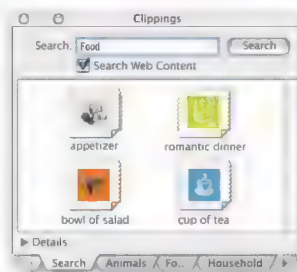 Clippings
Search: Food Search
Search Web Content
appetizer romantic dinner
bowl of salad cup of tea
Details
Search Animals Fo... Household